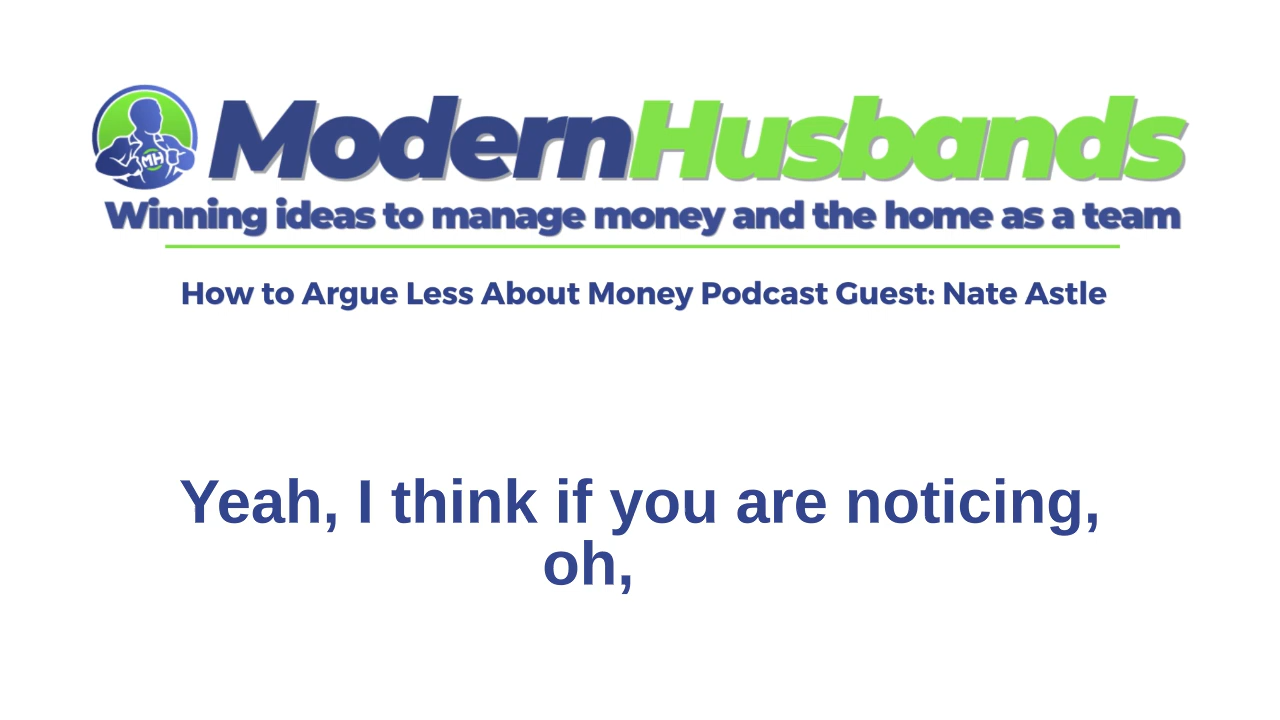 MH
ModernHusbands
Winning ideas to manage money and the home as a team
How to Argue Less About Money Podcast Guest: Nate Astle
Yeah, I think if you are noticing,
oh,